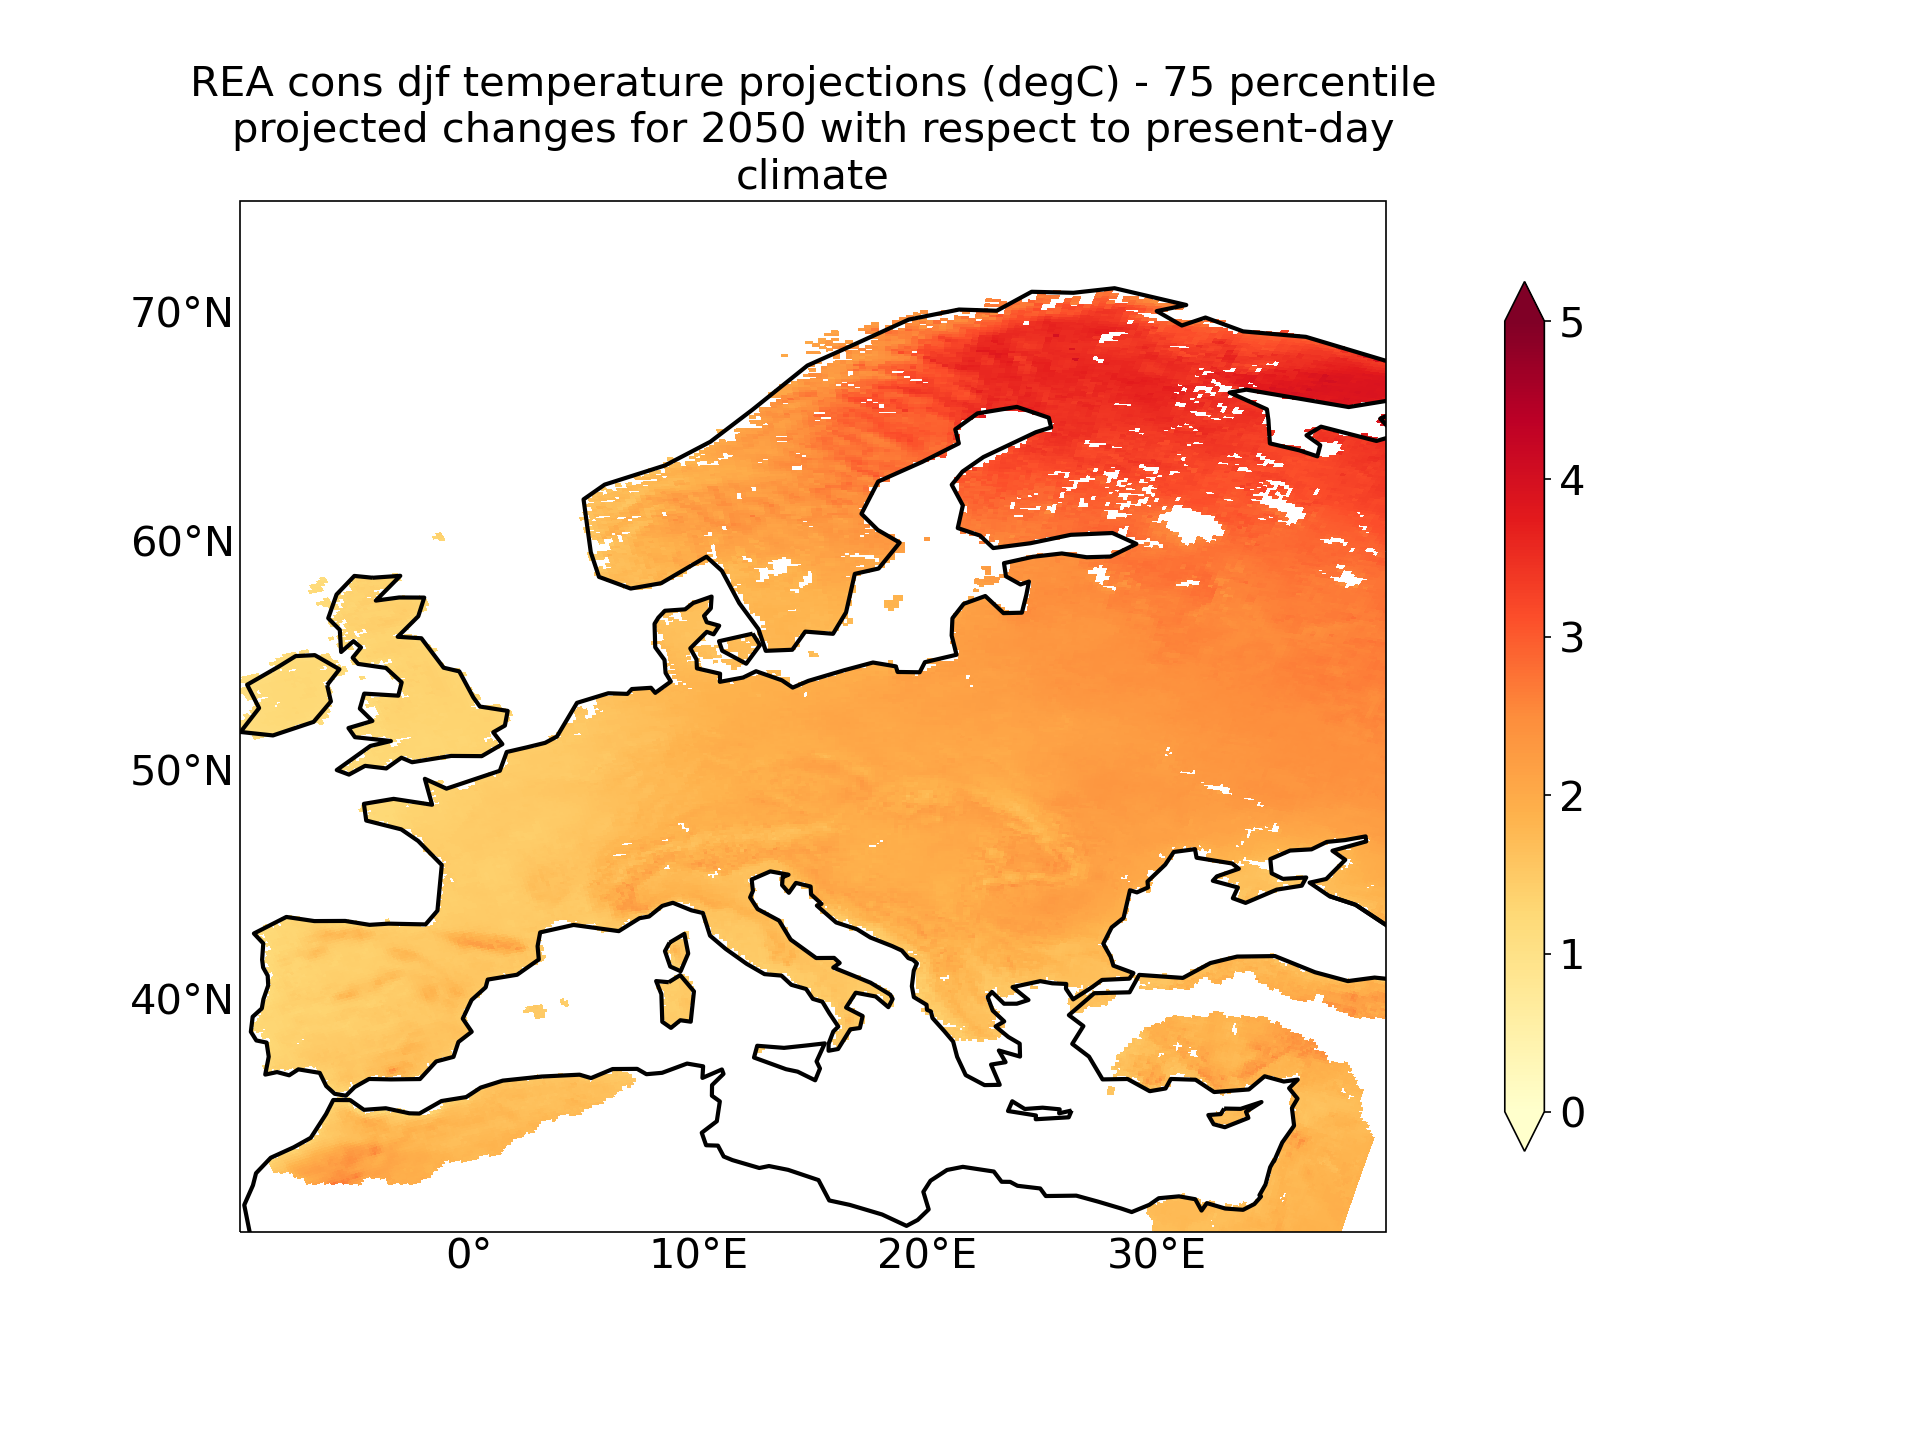 REA cons djf temperature projections (degC) - 75 percentile
projected changes for 2050 with respect to present-day
climate
70°N
60°N
50°N
40°N
0°
10°E
20°E
30°E
5
4
3
2
1
0